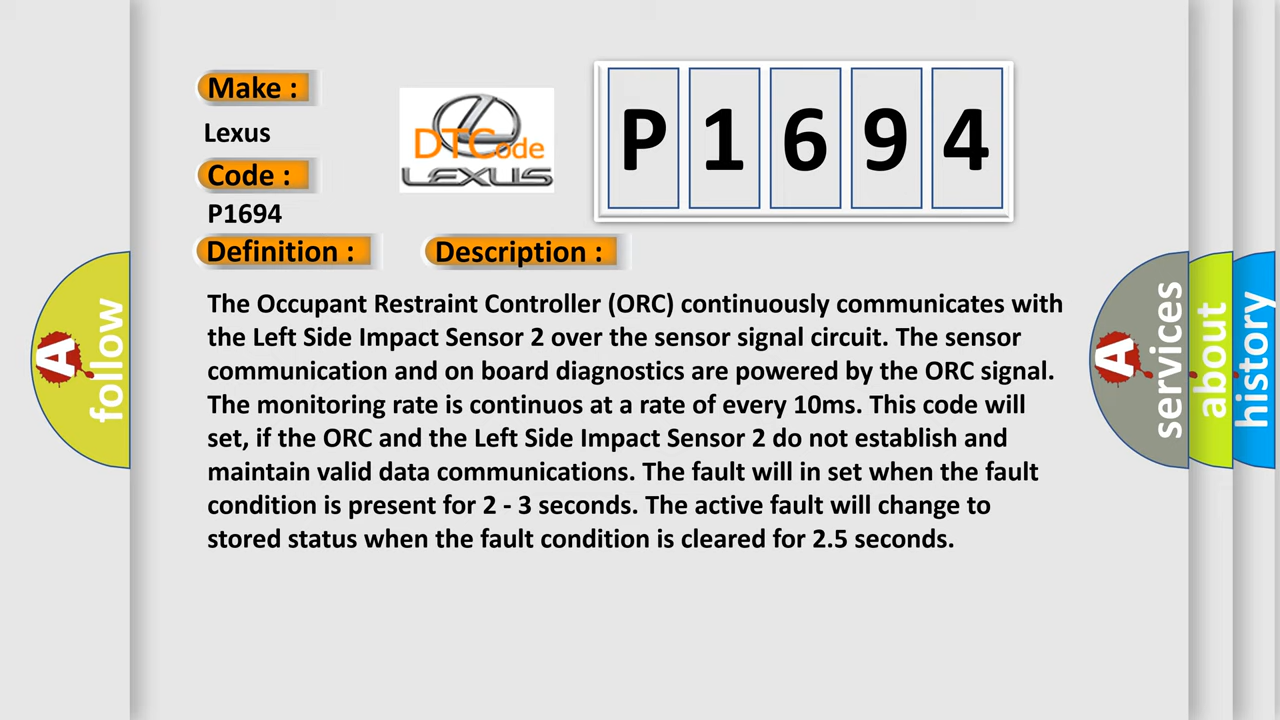 Make :
Lexus
Code :
P1694
Definition :
Description :
DTCode
LEXUS
P1694
The Occupant Restraint Controller (ORC) continuously communicates with
the Left Side Impact Sensor 2 over the sensor signal circuit. The sensor
communication and on board diagnostics are powered by the ORC signal.
The monitoring rate is continuos at a rate of every 10ms. This code will
set, if the ORC and the Left Side Impact Sensor 2 do not establish and
maintain valid data communications. The fault will in set when the fault
condition is present for 2 - 3 seconds. The active fault will change to
stored status when the fault condition is cleared for 2.5 seconds.
A
follow
A
services
about
history